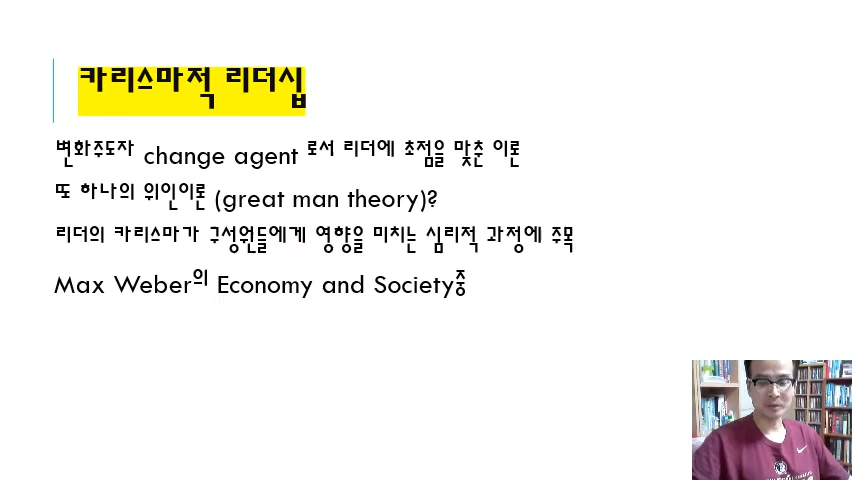 카리스마적 리더십
변화주도자 change agent 로서 리더에 초점을 맞춘 이론
또 하나의 위인이론 (great man theory)?
리더의 카리스마가 구성원들에게 영향을 미치는 심리적 과정에 주목
Max Weber의 Economy and Society중